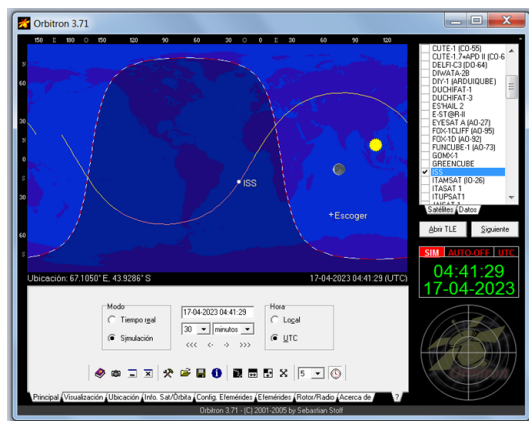 Orbitron 3.71
150 E 180 O 150 120 90 60 30 O 0 E 30 60 90 120
ISS
+Escoger
Ubicación: 67.1050° E, 43.9286° S
17-04-2023 04:41:29 (UTC)
CUTE-1 (CO-55)
CUTE-1.7+APD II (CO-6
DELFI-C3 (DO-64)
DIWATA-2B
DIY-1 (ARDUIQUBE)
DUCHIFAT-1
DUCHIFAT-3
ES'HAIL 2
E-ST@R-II
EYESAT A (AO-27)
FOX-1CLIFF (AO-95)
FOX-1D (AO-92)
FUNCUBE-1 (AO-73)
GOMX-1
GREENCUBE
ISS
ITAMSAT (IO-26)
ITASAT 1
ITUPSAT1
Satélites Datos
Abrir TLE Siguiente
SIM AUTO:OFF UTC
04:41:29
17-04-2023
Modo
Tiempo real
Simulación
17-04-2023 04:41:29
30 minutos
<<< <- -> >>>
Hora
Local
UTC
5
Principal Visualización Ubicación Info. Sat/Órbita Config. Efemérides Efemérides Rotor/Radio Acerca de ?
Orbitron 3.71 - (C) 2001-2005 by Sebastian Stoff